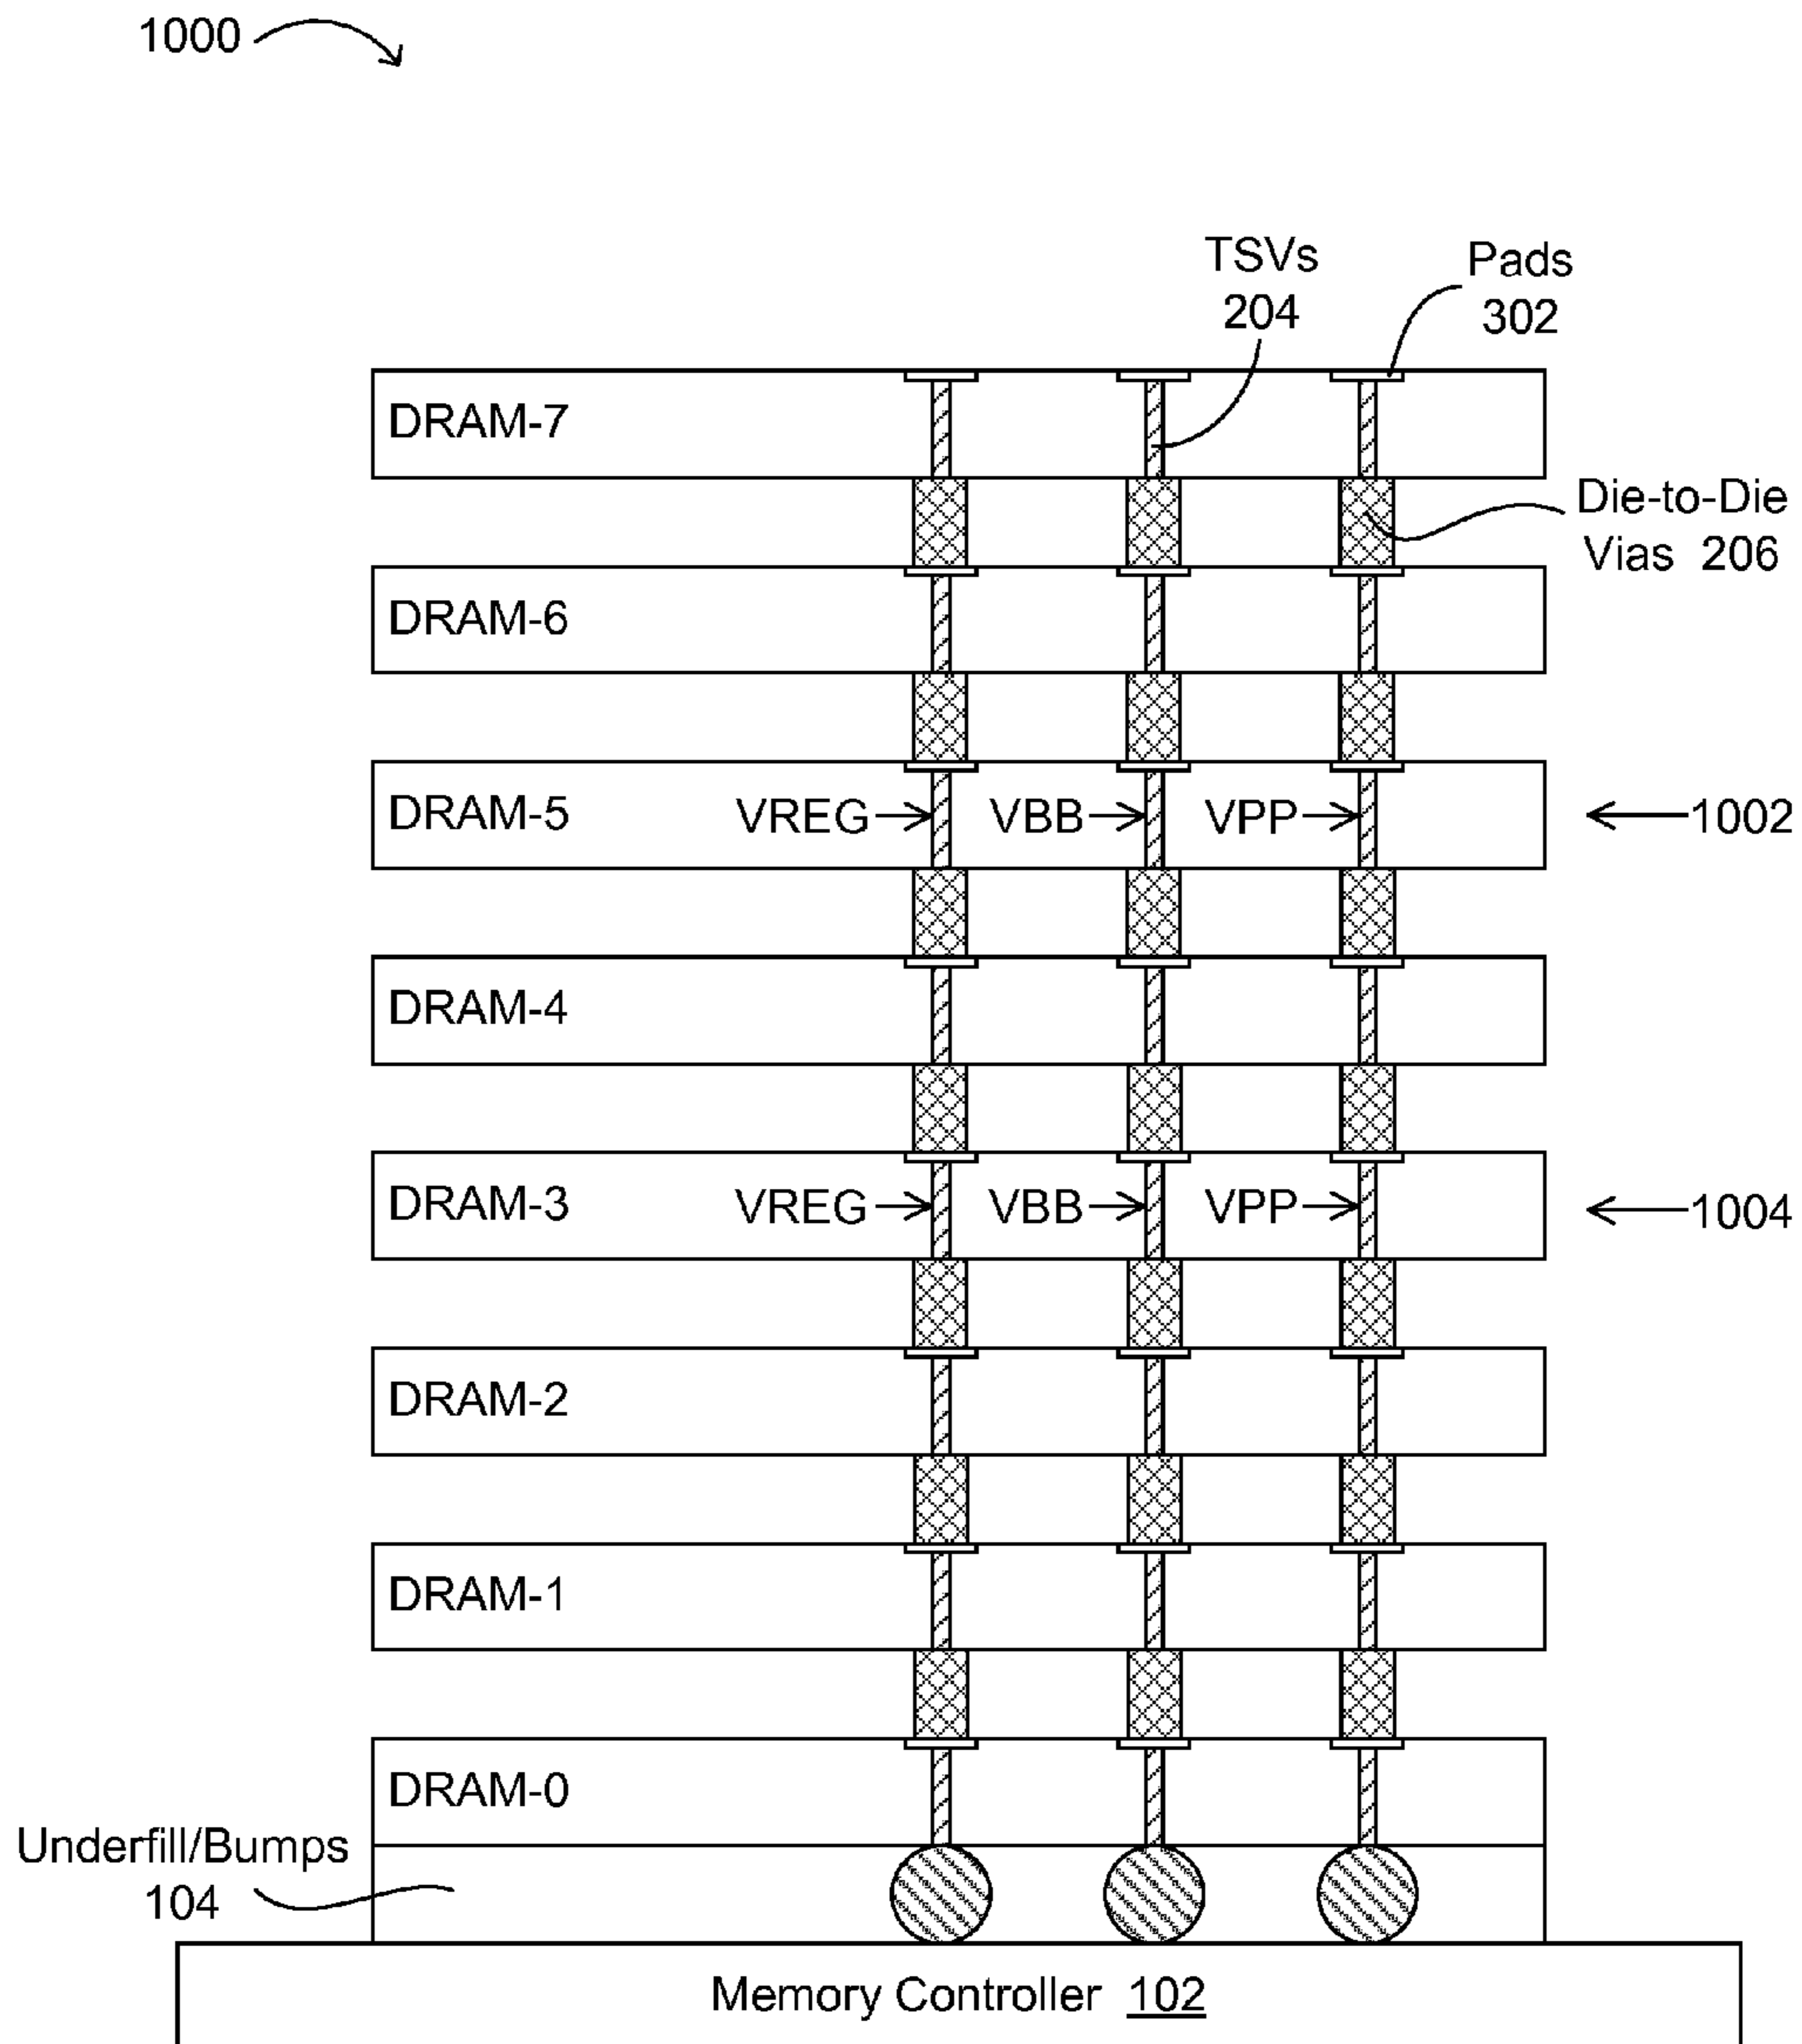 1000
TSVs
204
Pads
302
DRAM-7
Die-to-Die
Vias 206
DRAM-6
DRAM-5 VREG VBB VPP 1002
DRAM-4
DRAM-3 VREG VBB VPP 1004
DRAM-2
DRAM-1
DRAM-0
Underfill/Bumps
104
Memory Controller 102